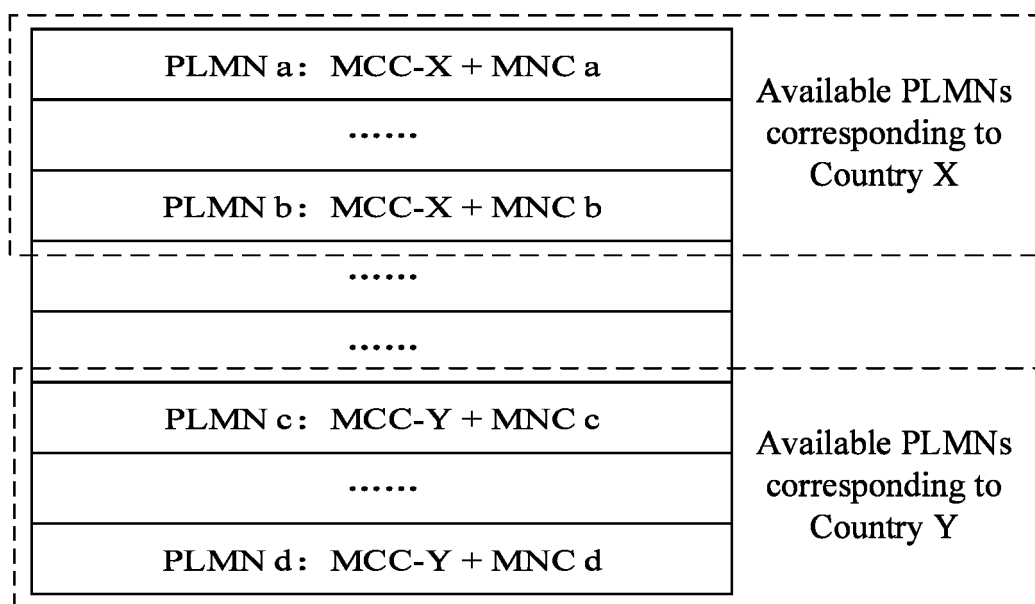 PLMN a: MCC-X + MNC a
......
PLMN b: MCC-X + MNC b
Available PLMNs
corresponding to
Country X
......
......
PLMN c: MCC-Y + MNC c
......
PLMN d: MCC-Y + MNC d
Available PLMNs
corresponding to
Country Y